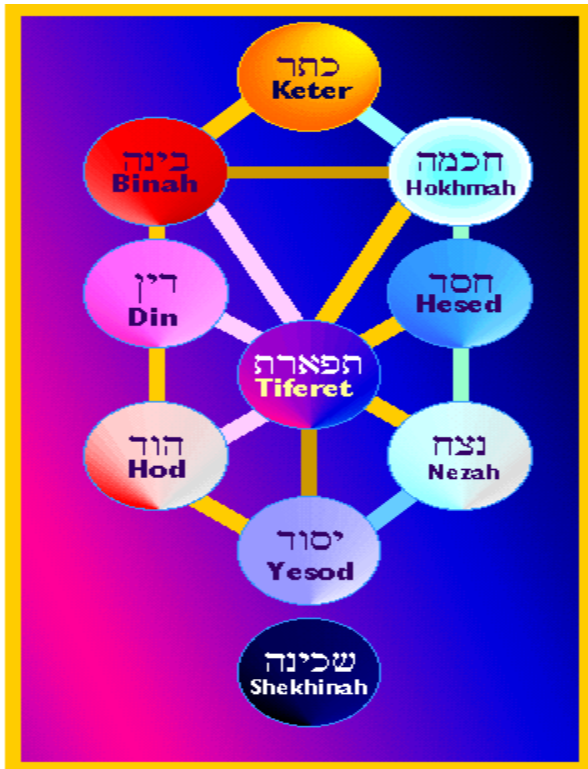 כתר
Keter
בינה
Binah
חכמה
Hokhmah
דין
Din
חסד
Hesed
תפארת
Tiferet
הוד
Hod
נצח
Nezah
יסוד
Yesod
שכינה
Shekhinah